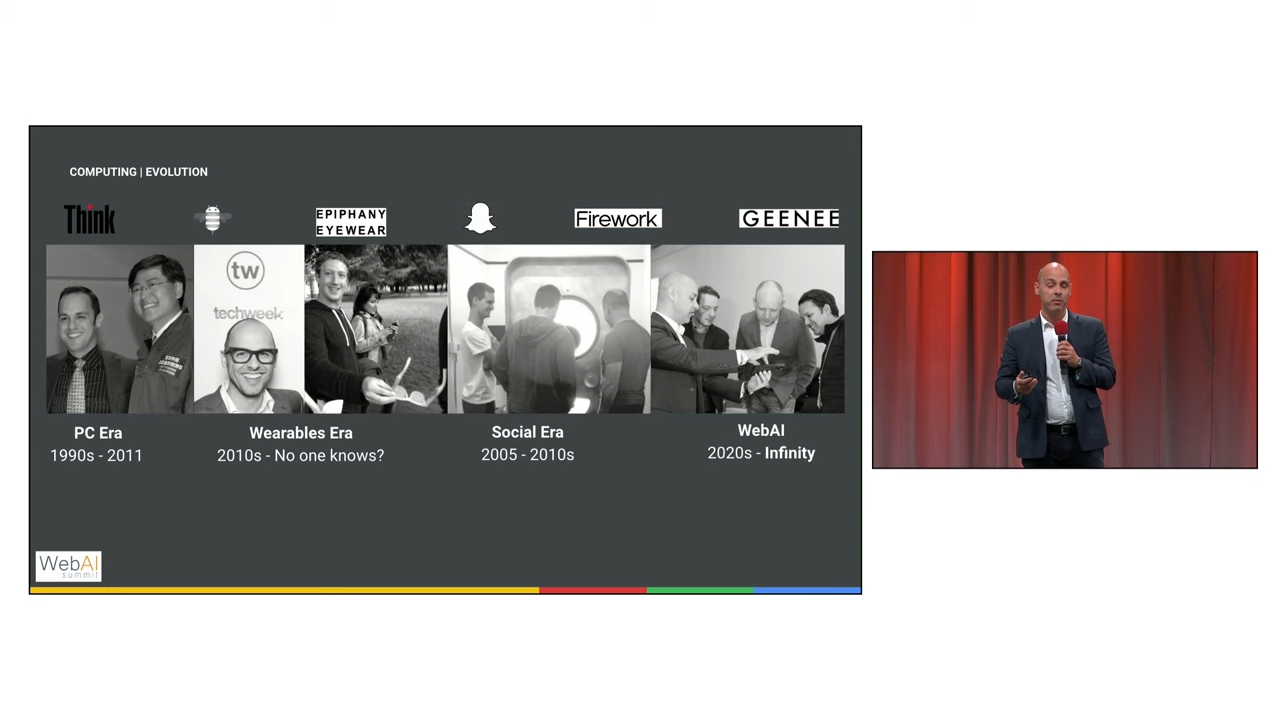 COMPUTING | EVOLUTION
Think
EPIPHANY
EYEWEAR
Firework
GEENEE
tw
techweek
PC Era
1990s - 2011
Wearables Era
2010s - No one knows?
Social Era
2005 - 2010s
WebAI
2020s - Infinity
WebAI
summit